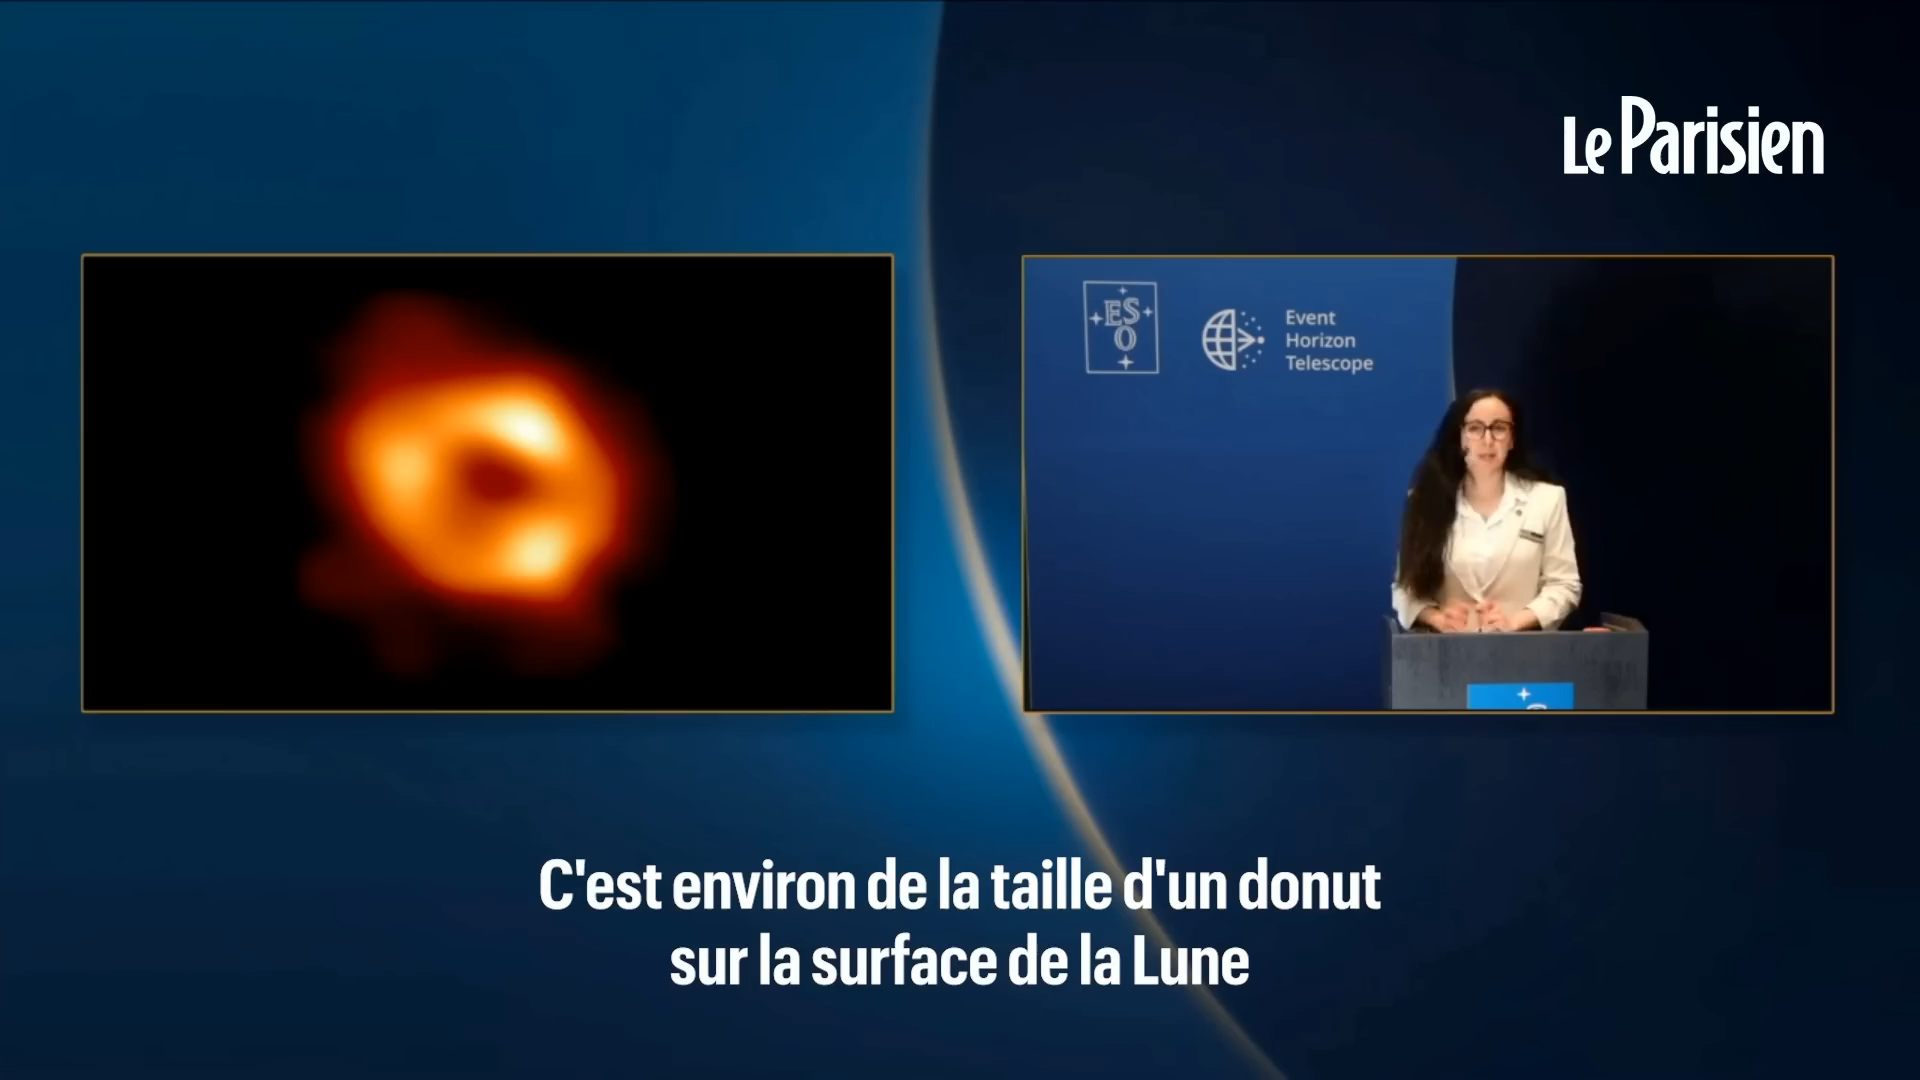 Le Parisien
ESO
Event
Horizon
Telescope
C'est environ de la taille d'un donut
sur la surface de la Lune